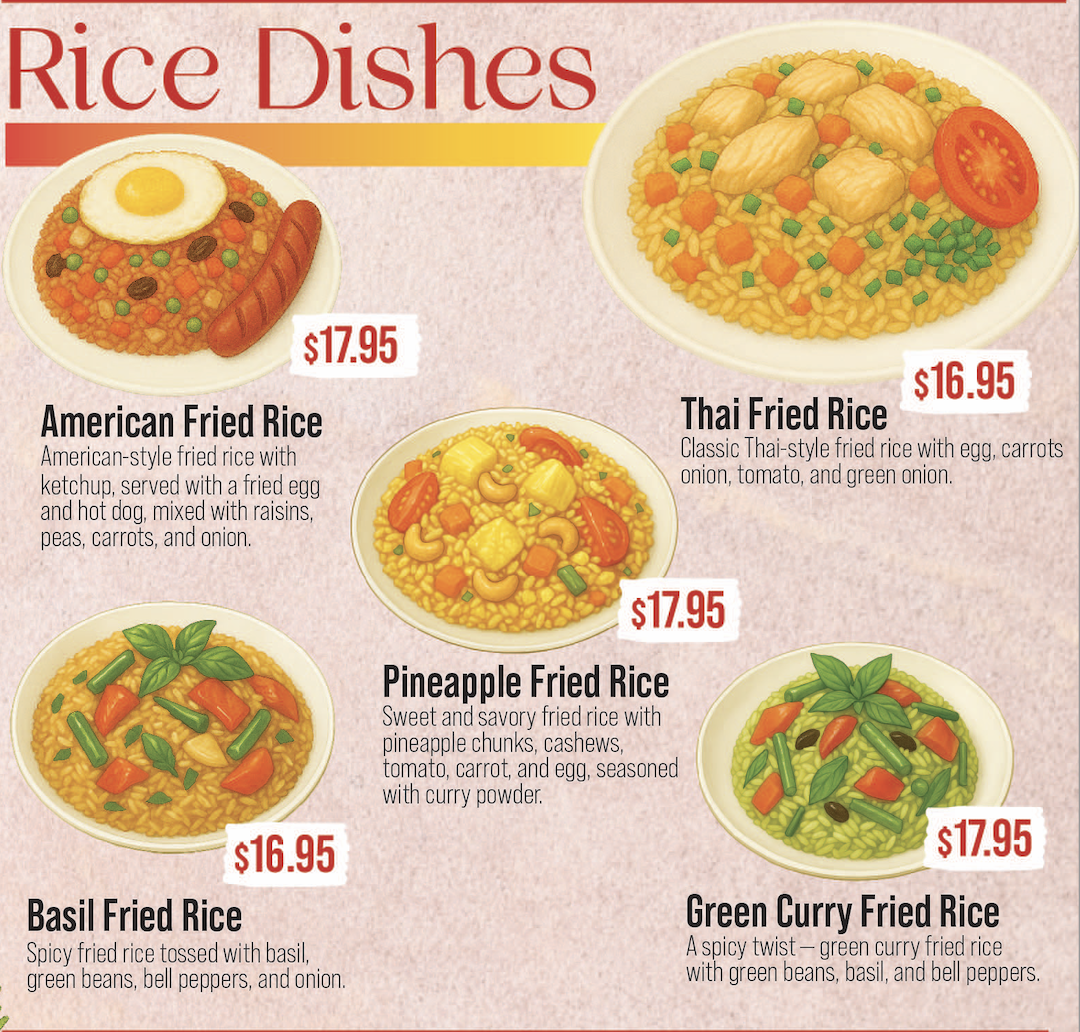 Rice Dishes
$17.95
American Fried Rice
American-style fried rice with
ketchup, served with a fried egg
and hot dog, mixed with raisins,
peas, carrots, and onion.
$16.95
Thai Fried Rice
Classic Thai-style fried rice with egg, carrots
onion, tomato, and green onion.
$17.95
Pineapple Fried Rice
Sweet and savory fried rice with
pineapple chunks, cashews,
tomato, carrot, and egg, seasoned
with curry powder.
$16.95
Basil Fried Rice
Spicy fried rice tossed with basil,
green beans, bell peppers, and onion.
$17.95
Green Curry Fried Rice
A spicy twist – green curry fried rice
with green beans, basil, and bell peppers.